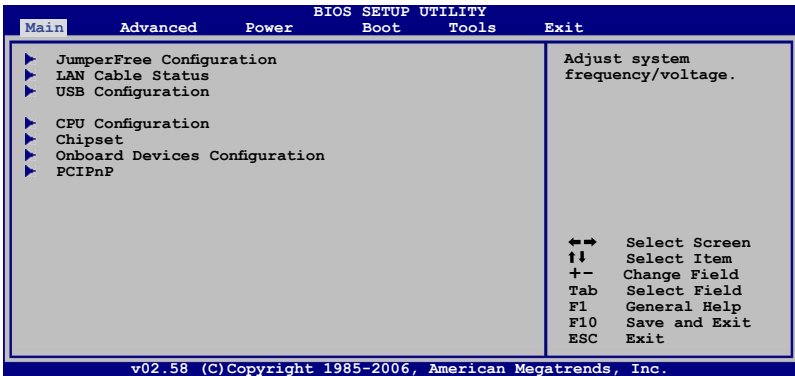 BIOS SETUP UTILITY
Main Advanced Power Boot Tools Exit
JumperFree Configuration
LAN Cable Status
USB Configuration
CPU Configuration
Chipset
Onboard Devices Configuration
PCIPnP
Adjust system
frequency/voltage.
←→ Select Screen
↑↓ Select Item
+- Change Field
Tab Select Field
F1 General Help
F10 Save and Exit
ESC Exit
v02.58 (C)Copyright 1985-2006, American Megatrends, Inc.